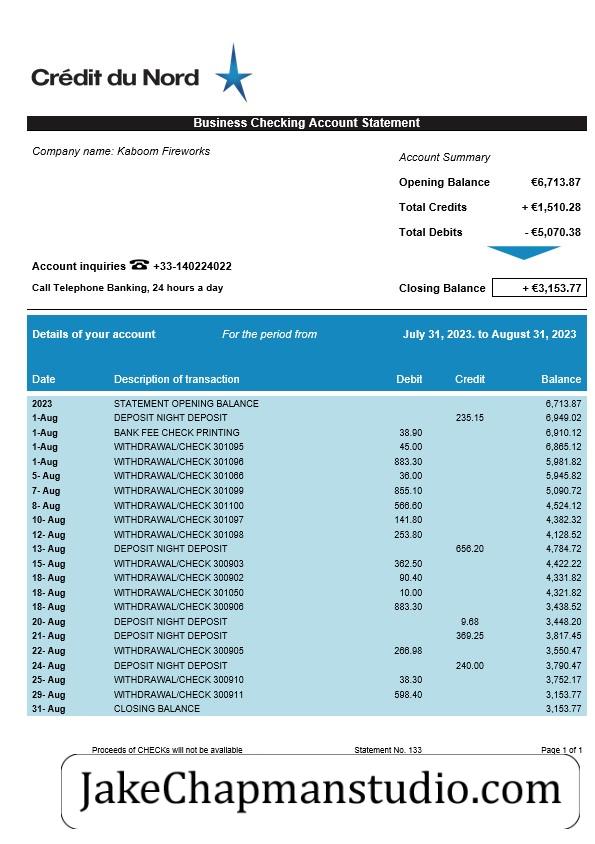 Crédit du Nord
Business Checking Account Statement
Company name: Kaboom Fireworks
Account Summary
Opening Balance €6,713.87
Total Credits + €1,510.28
Total Debits - €5,070.38
Account inquiries ☎ +33-140224022
Call Telephone Banking, 24 hours a day
Closing Balance + €3,153.77
Details of your account For the period from July 31, 2023. to August 31, 2023
Date Description of transaction Debit Credit Balance
2023 STATEMENT OPENING BALANCE 6,713.87
1-Aug DEPOSIT NIGHT DEPOSIT 235.15 6,949.02
1-Aug BANK FEE CHECK PRINTING 38.90 6,910.12
1-Aug WITHDRAWAL/CHECK 301095 45.00 6,865.12
1-Aug WITHDRAWAL/CHECK 301096 883.30 5,981.82
5- Aug WITHDRAWAL/CHECK 301066 36.00 5,945.82
7- Aug WITHDRAWAL/CHECK 301099 855.10 5,090.72
8- Aug WITHDRAWAL/CHECK 301100 566.60 4,524.12
10- Aug WITHDRAWAL/CHECK 301097 141.80 4,382.32
12- Aug WITHDRAWAL/CHECK 301098 253.80 4,128.52
13- Aug DEPOSIT NIGHT DEPOSIT 656.20 4,784.72
15- Aug WITHDRAWAL/CHECK 300903 362.50 4,422.22
18- Aug WITHDRAWAL/CHECK 300902 90.40 4,331.82
18- Aug WITHDRAWAL/CHECK 301050 10.00 4,321.82
18- Aug WITHDRAWAL/CHECK 300906 883.30 3,438.52
20- Aug DEPOSIT NIGHT DEPOSIT 9.68 3,448.20
21- Aug DEPOSIT NIGHT DEPOSIT 369.25 3,817.45
22- Aug WITHDRAWAL/CHECK 300905 266.98 3,550.47
24- Aug DEPOSIT NIGHT DEPOSIT 240.00 3,790.47
25- Aug WITHDRAWAL/CHECK 300910 38.30 3,752.17
29- Aug WITHDRAWAL/CHECK 300911 598.40 3,153.77
31- Aug CLOSING BALANCE 3,153.77
Proceeds of CHECKs will not be available Statement No. 133 Page 1 of 1
JakeChapmanstudio.com